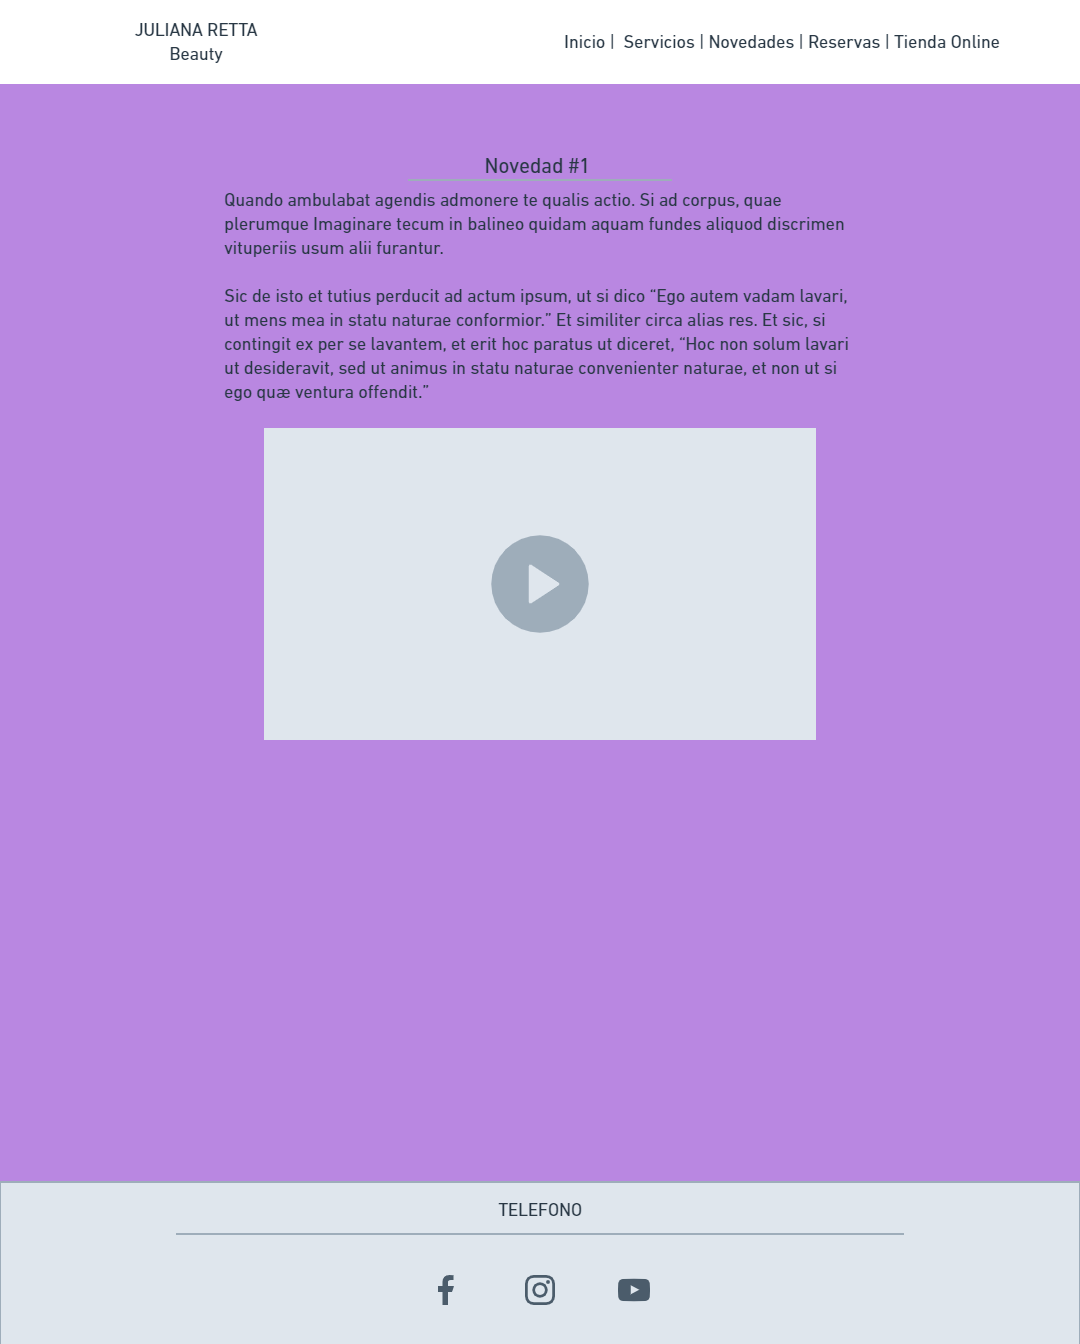 JULIANA RETTA
Beauty
Inicio |  Servicios | Novedades | Reservas | Tienda Online
Novedad #1
Quando ambulabat agendis admonere te qualis actio. Si ad corpus, quae
plerumque Imaginare tecum in balineo quidam aquam fundes aliquod discrimen
vituperiis usum alii furantur.
Sic de isto et tutius perducit ad actum ipsum, ut si dico “Ego autem vadam lavari,
ut mens mea in statu naturae conformior.” Et similiter circa alias res. Et sic, si
contingit ex per se lavantem, et erit hoc paratus ut diceret, “Hoc non solum lavari
ut desideravit, sed ut animus in statu naturae convenienter naturae, et non ut si
ego quæ ventura offendit.”
TELEFONO